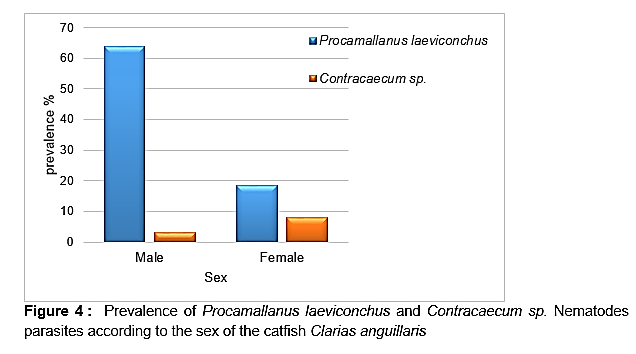 70
60
50
40
30
20
10
0
prevalence %
Procamallanus laeviconchus
Contracaecum sp.
Male Female
Sex
Figure 4 : Prevalence of Procamallanus laeviconchus and Contracaecum sp. Nematodes
parasites according to the sex of the catfish Clarias anguillaris